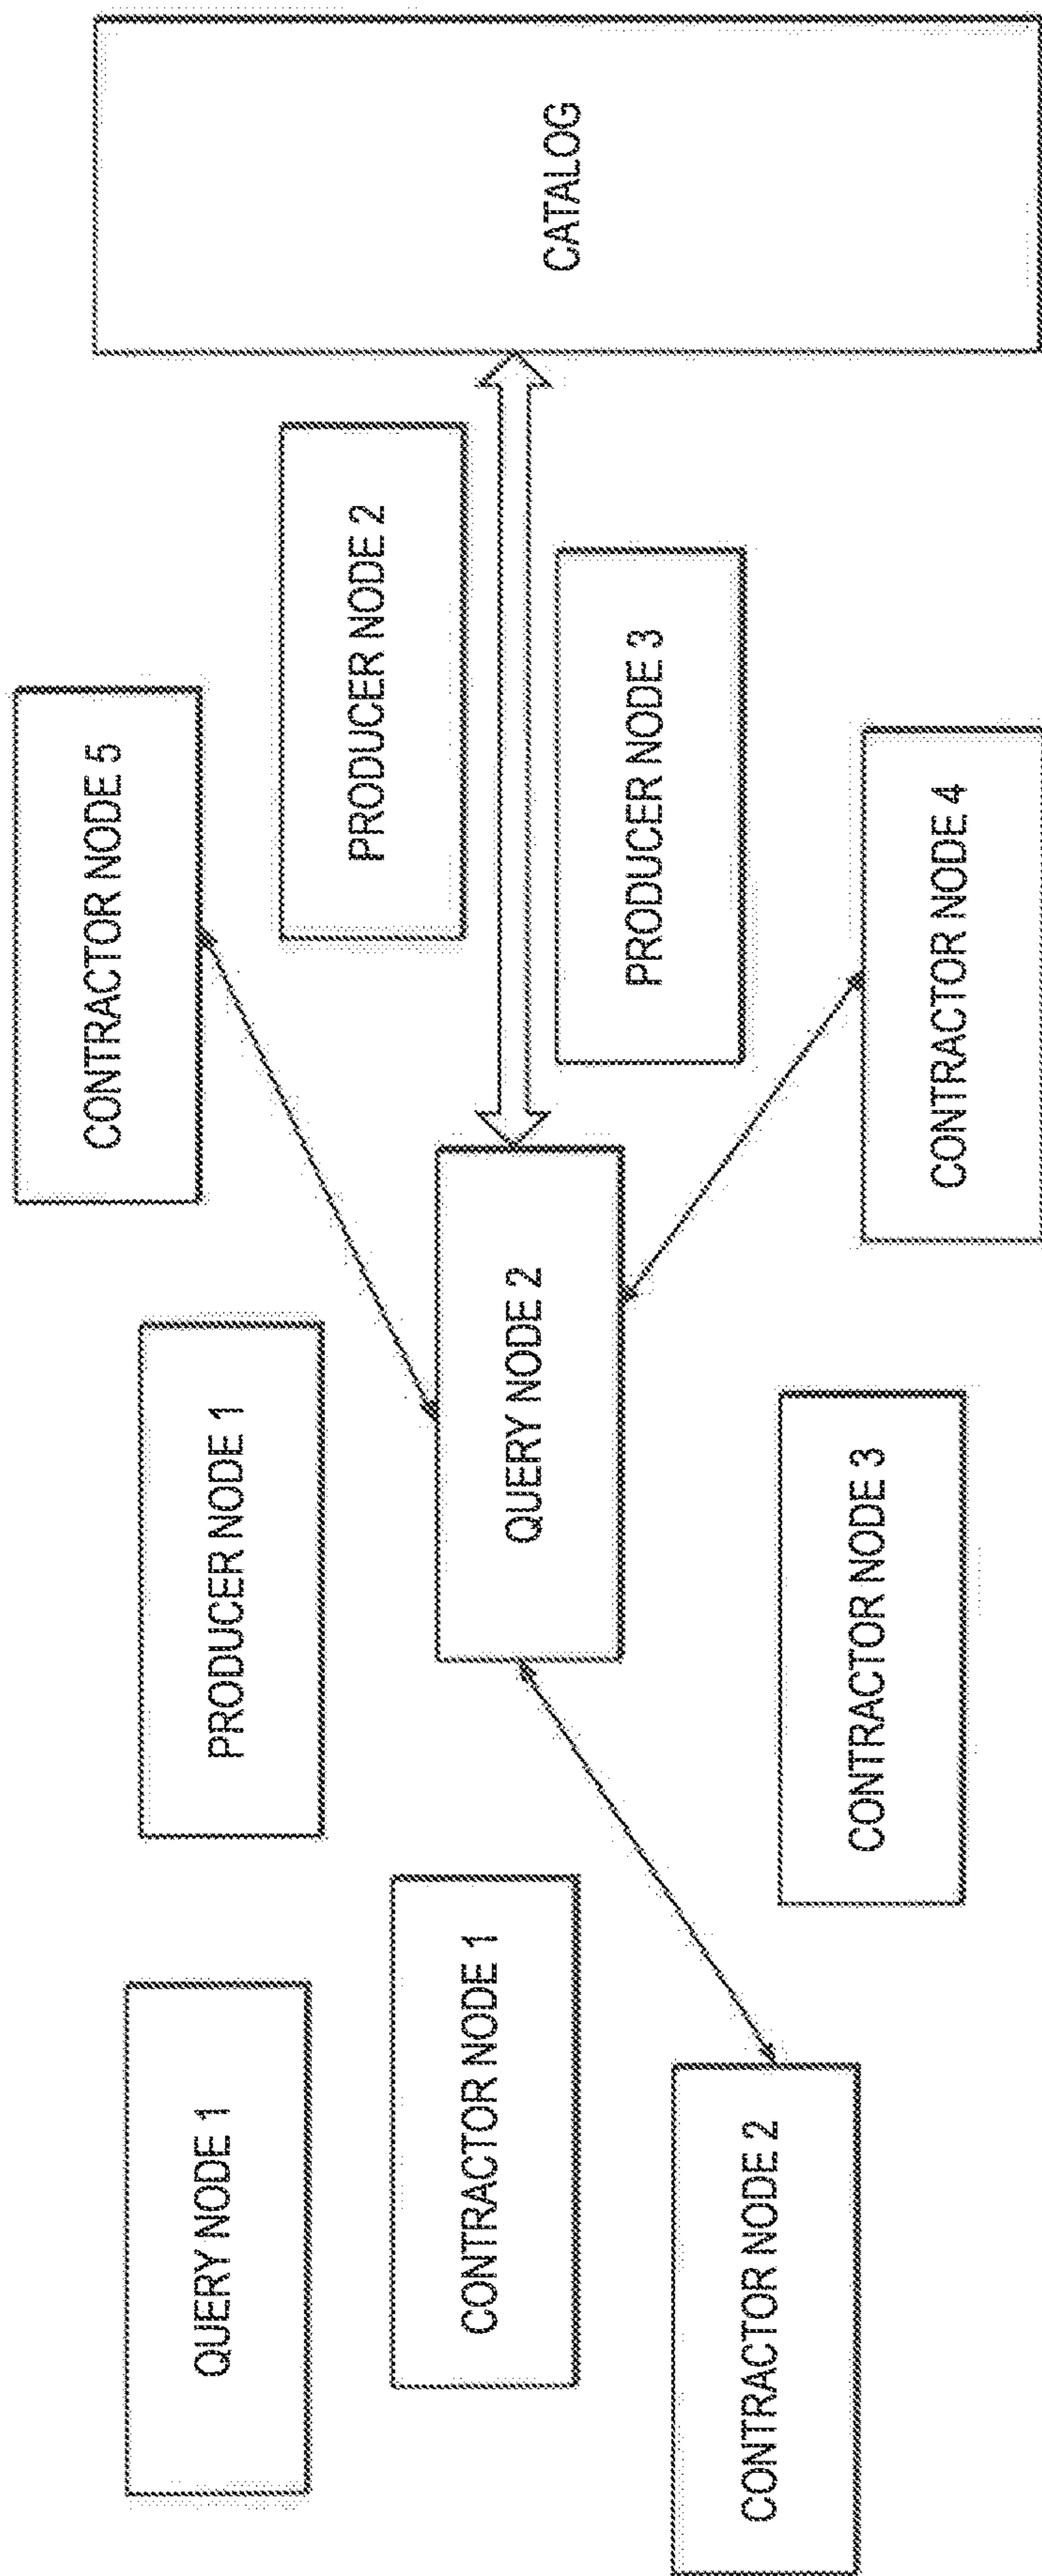 QUERY NODE 1
CONTRACTOR NODE 1
CONTRACTOR NODE 2
PRODUCER NODE 1
QUERY NODE 2
CONTRACTOR NODE 3
CONTRACTOR NODE 5
PRODUCER NODE 2
PRODUCER NODE 3
CONTRACTOR NODE 4
CATALOG